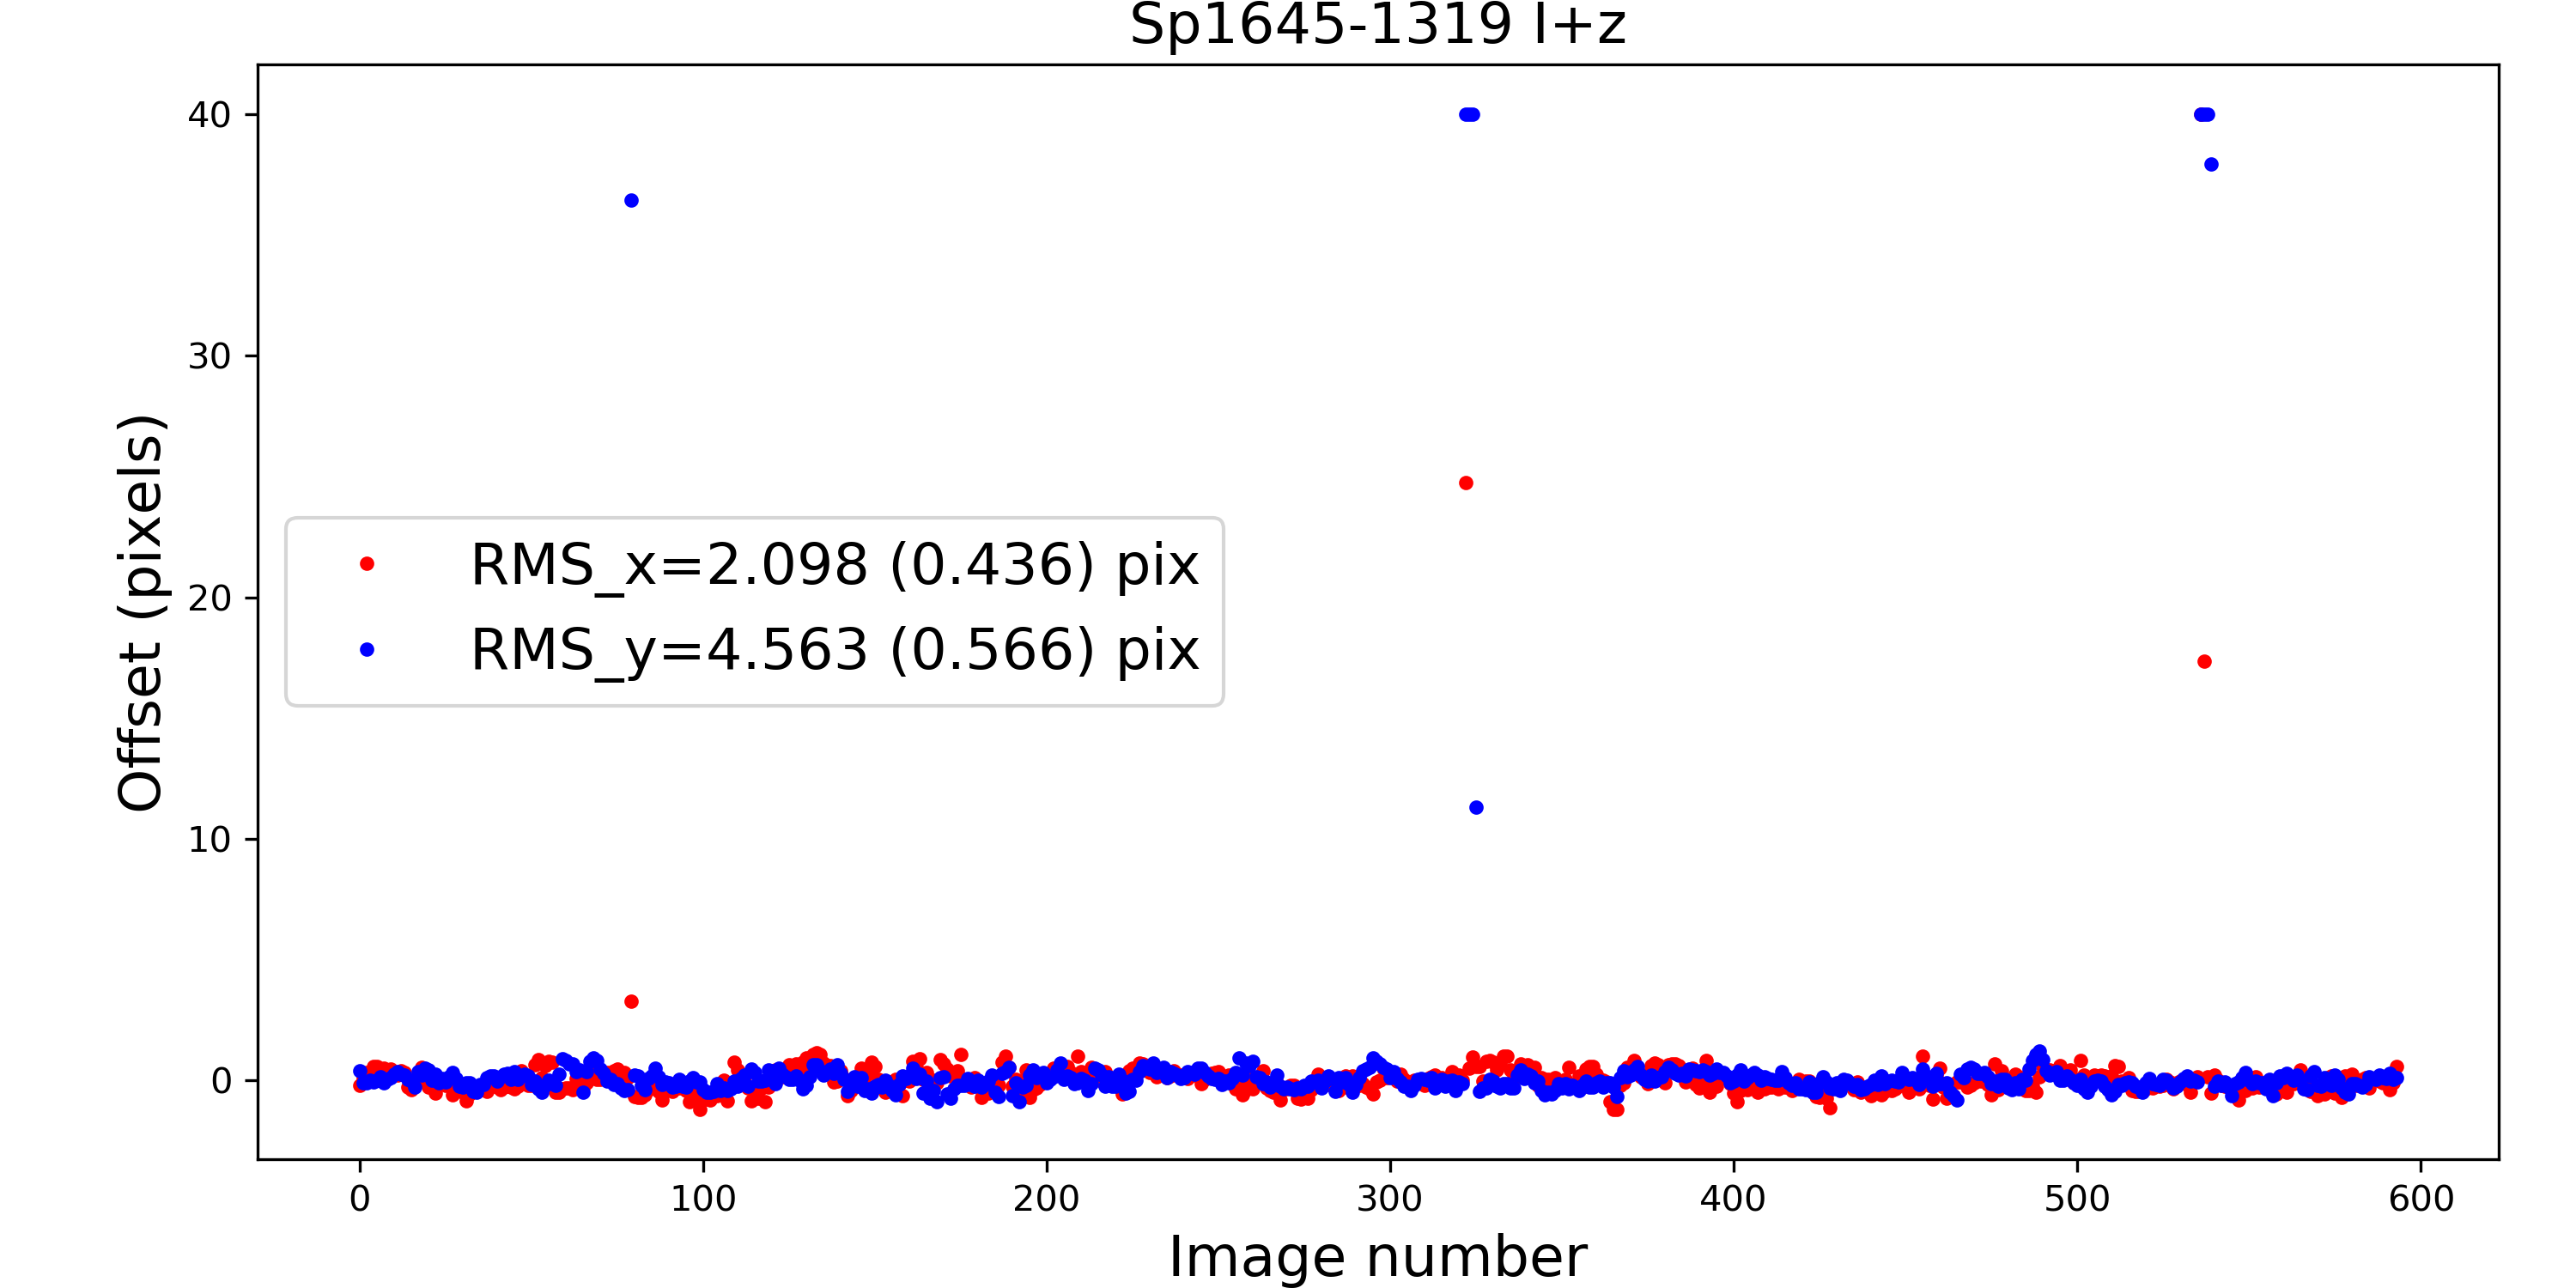 Sp1645-1319 I+z
Offset (pixels)
40
30
20
10
0
RMS_x=2.098 (0.436) pix
RMS_y=4.563 (0.566) pix
0 100 200 300 400 500 600
Image number